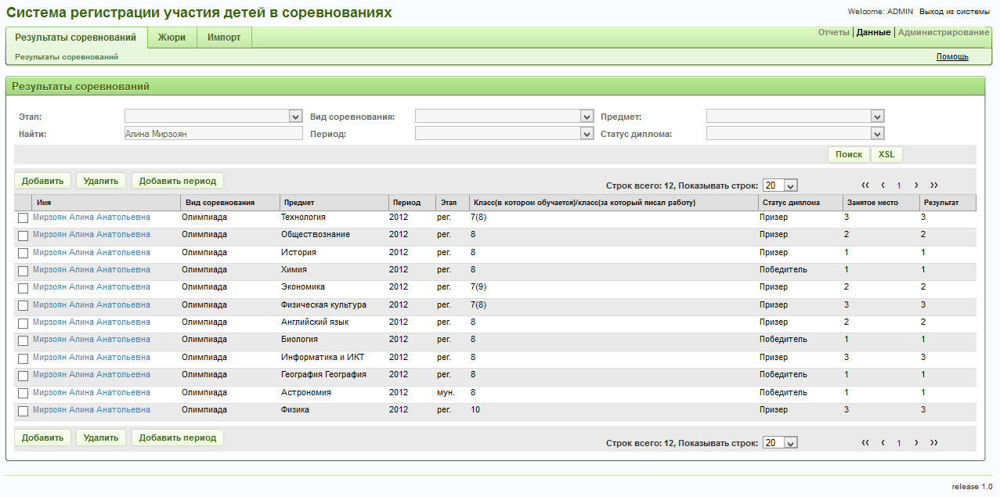 Система регистрации участия детей в соревнованиях
Welcome: ADMIN Выход из системы
Результаты соревнований Жюри Импорт
Отчеты Данные Администрирование
Результаты соревнований
Помощь
Результаты соревнований
Этап: Вид соревнования: Предмет:
Найти: Алина Мирзоян Период: Статус диплома:
Поиск XSL
Добавить Удалить Добавить период
Строк всего: 12, Показывать строк: 20 << < 1 > >>
Имя Вид соревнования Предмет Период Этап Класс(в котором обучается)/класс(за который писал работу) Статус диплома Занятое место Результат
Мирзоян Алина Анатольевна Олимпиада Технология 2012 рег. 7(8) Призер 3 3
Мирзоян Алина Анатольевна Олимпиада Обществознание 2012 рег. 8 Призер 2 2
Мирзоян Алина Анатольевна Олимпиада История 2012 рег. 8 Призер 1 1
Мирзоян Алина Анатольевна Олимпиада Химия 2012 рег. 8 Победитель 1 1
Мирзоян Алина Анатольевна Олимпиада Экономика 2012 рег. 7(9) Призер 2 2
Мирзоян Алина Анатольевна Олимпиада Физическая культура 2012 рег. 7(8) Призер 3 3
Мирзоян Алина Анатольевна Олимпиада Английский язык 2012 рег. 8 Призер 2 2
Мирзоян Алина Анатольевна Олимпиада Биология 2012 рег. 8 Победитель 1 1
Мирзоян Алина Анатольевна Олимпиада Информатика и ИКТ 2012 рег. 8 Призер 3 3
Мирзоян Алина Анатольевна Олимпиада География География 2012 рег. 8 Победитель 1 1
Мирзоян Алина Анатольевна Олимпиада Астрономия 2012 мун. 8 Победитель 1 1
Мирзоян Алина Анатольевна Олимпиада Физика 2012 рег. 10 Призер 3 3
Добавить Удалить Добавить период
Строк всего: 12, Показывать строк: 20 << < 1 > >>
release 1.0